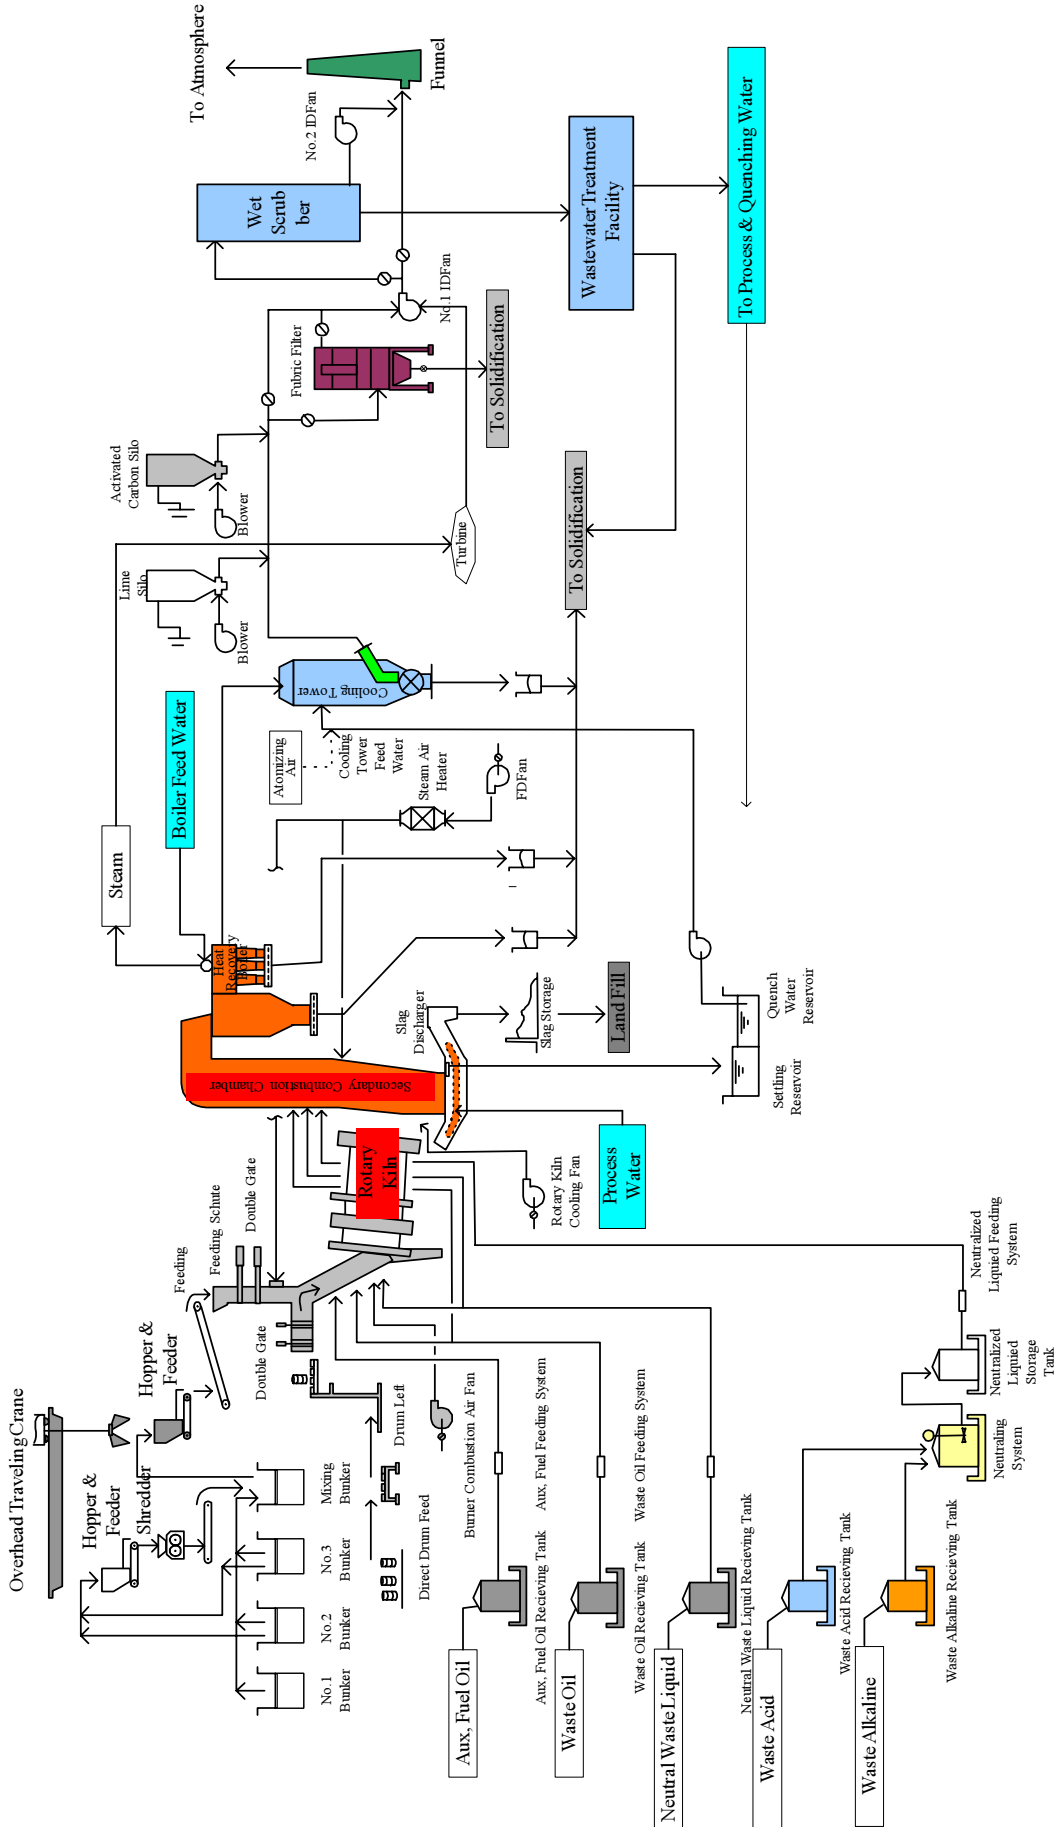 Overhead Traveling Crane
Hopper &
Feeder
Shredder
Hopper &
Feeder
Feeding
Feeding Schute
Double Gate
Double Gate
No.1
Bunker
No.2
Bunker
No.3
Bunker
Mixing
Bunker
Direct Drum Feed
Drum Left
Burner Combustion Air Fan
Aux, Fuel Oil
Aux, Fuel Oil Recieving Tank
Aux, Fuel Feeding System
Waste Oil
Waste Oil Recieving Tank
Waste Oil Feeding System
Neutral Waste Liquid
Neutral Waste Liquid Recieving Tank
Waste Acid
Waste Acid Recieving Tank
Waste Alkaline
Waste Alkaline Recieving Tank
Neutraling
System
Neutralized
Liquied
Storage
Tank
Neutralized
Liquied Feeding
System
Rotary
Kiln
Rotary Kiln
Cooling Fan
Process
Water
Secondary Combustion Chamber
Slag
Discharger
Slag Storage
Land Fill
Settling
Reservoir
Quench
Water
Reservoir
Heat
Recovery
Boiler
Steam
Boiler Feed Water
Steam Air
Heater
FDFan
Atomizing
Air
Cooling
Tower
Feed
Water
Cooling Tower
Lime
Silo
Blower
Activated
Carbon Silo
Blower
Turbine
To Solidification
Fubric Filter
To Solidification
No.1 IDFan
Wet
Scrub
ber
No.2 IDFan
To Atmosphere
Funnel
Wastewater Treatment
Facility
To Process & Quenching Water